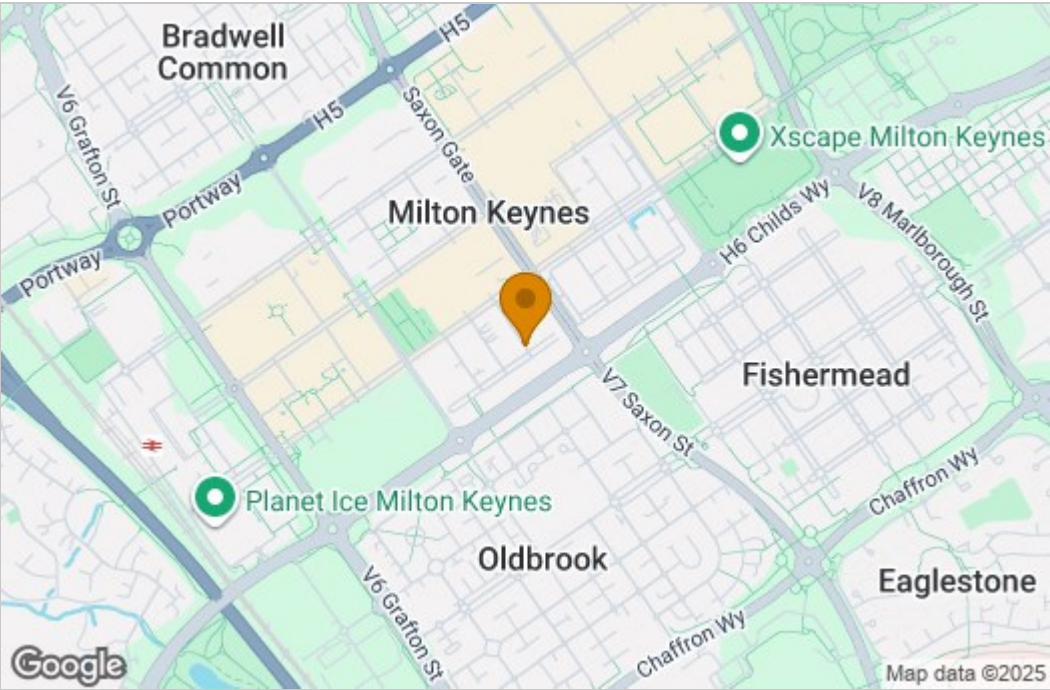 Bradwell
Common
H5
H5
V6 Grafton St
Saxon Gate
Xscape Milton Keynes
Portway
Milton Keynes
H6 Childs Wy
V8 Marlborough St
Portway
Fishermead
V7 Saxon St
Chaffron Wy
Planet Ice Milton Keynes
Oldbrook
Eaglestone
V6 Grafton St
Chaffron Wy
Google
Map data ©2025